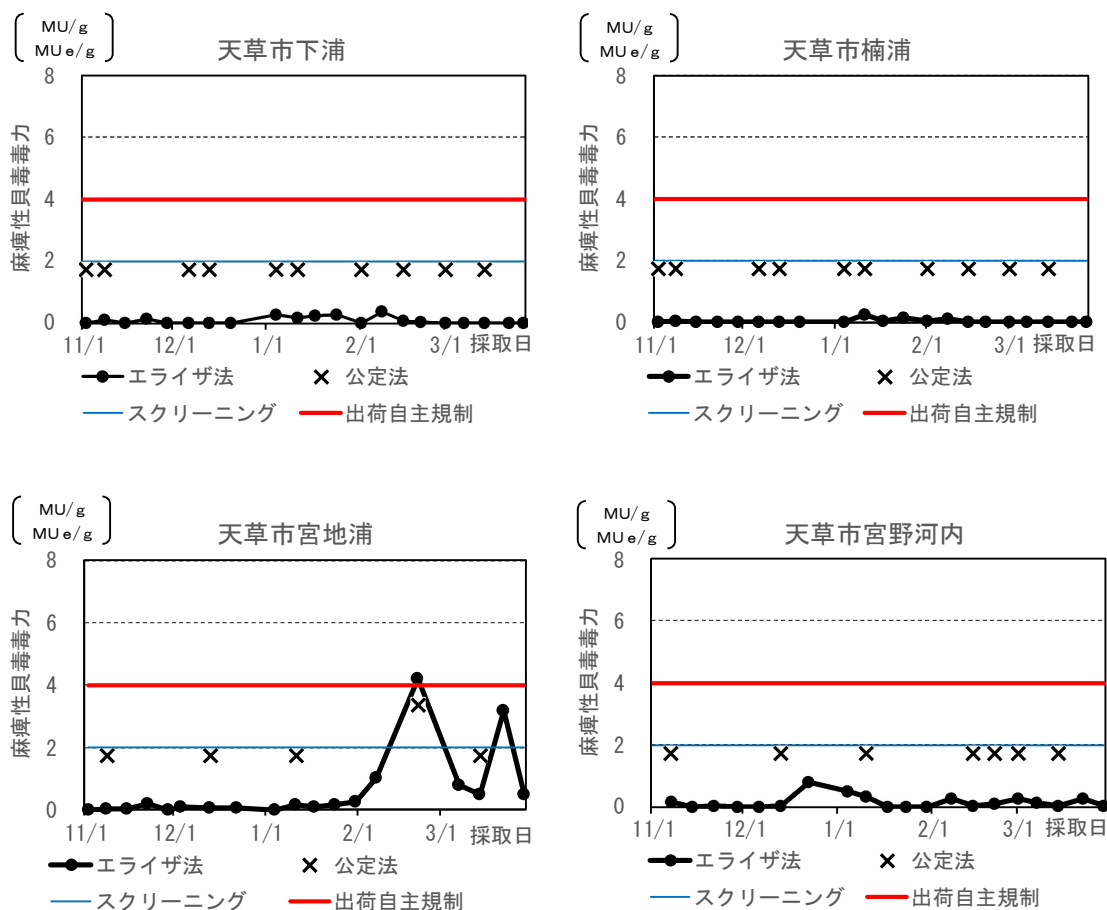 MU/g
MUe/g
天草市下浦
麻痺性貝毒毒力
8
6
4
2
0
11/1 12/1 1/1 2/1 3/1 採取日
エライザ法 公定法
スクリーニング 出荷自主規制
MU/g
MUe/g
天草市楠浦
麻痺性貝毒毒力
8
6
4
2
0
11/1 12/1 1/1 2/1 3/1 採取日
エライザ法 公定法
スクリーニング 出荷自主規制
MU/g
MUe/g
天草市宮地浦
麻痺性貝毒毒力
8
6
4
2
0
11/1 12/1 1/1 2/1 3/1 採取日
エライザ法 公定法
スクリーニング 出荷自主規制
MU/g
MUe/g
天草市宮野河内
麻痺性貝毒毒力
8
6
4
2
0
11/1 12/1 1/1 2/1 3/1 採取日
エライザ法 公定法
スクリーニング 出荷自主規制